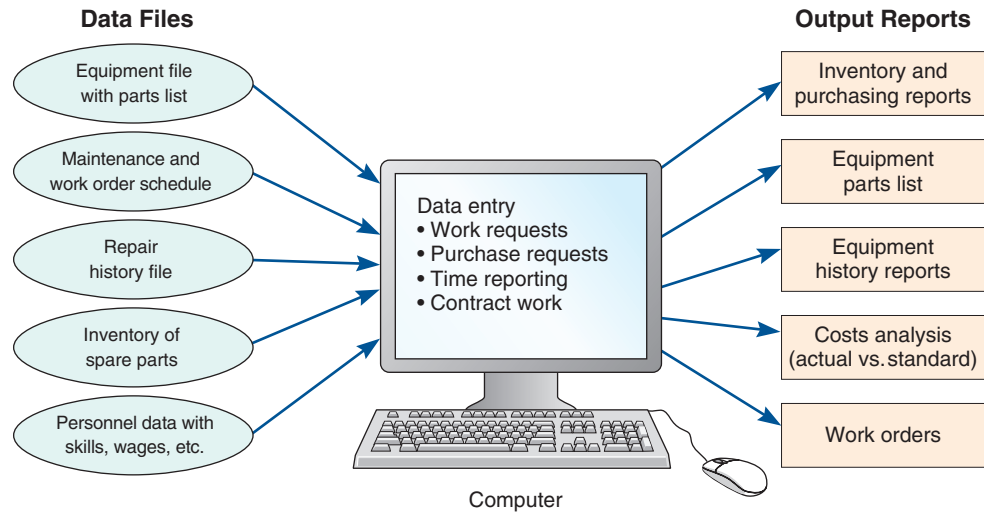 Data Files
Equipment file
with parts list
Maintenance and
work order schedule
Repair
history file
Inventory of
spare parts
Personnel data with
skills, wages, etc.
Data entry
• Work requests
• Purchase requests
• Time reporting
• Contract work
Computer
Output Reports
Inventory and
purchasing reports
Equipment
parts list
Equipment
history reports
Costs analysis
(actual vs. standard)
Work orders